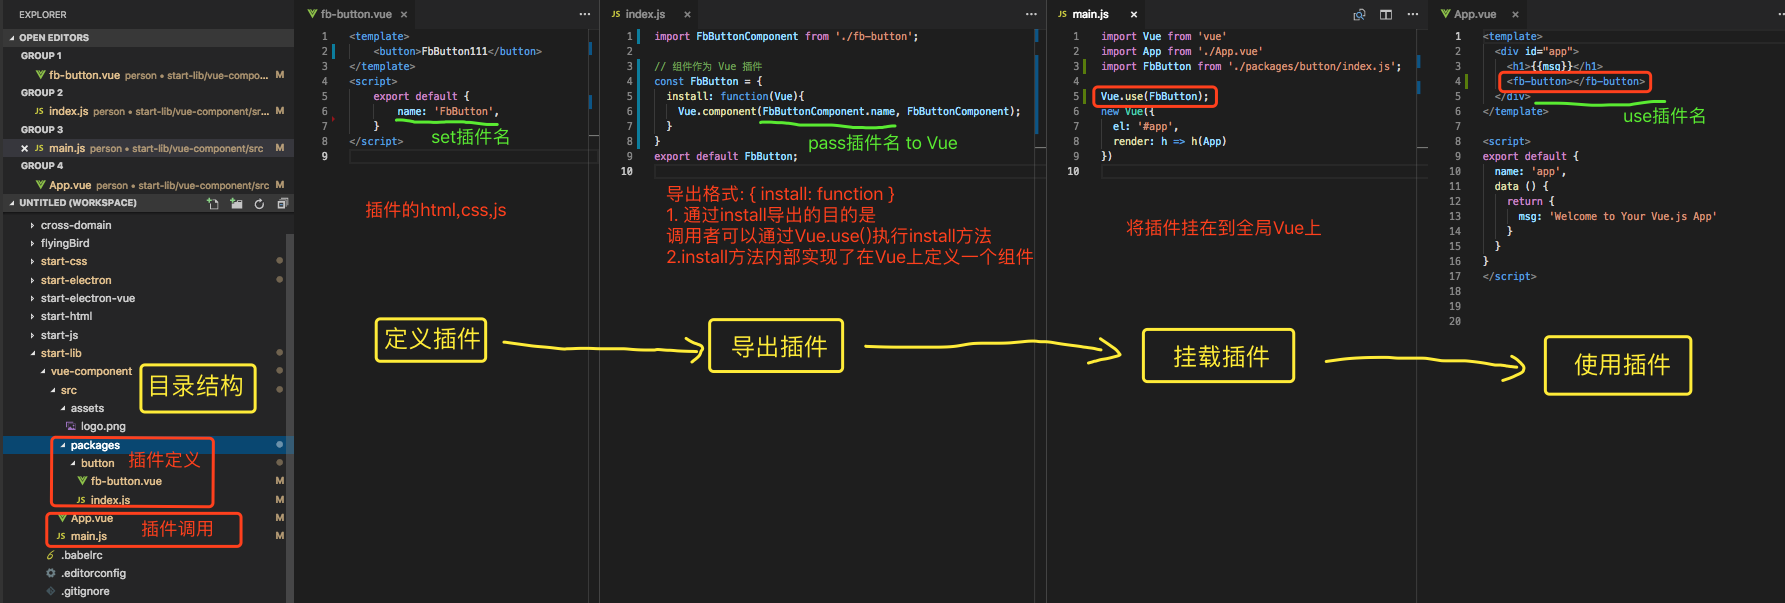 EXPLORER
OPEN EDITORS
GROUP 1
fb-button.vue person • start-lib/vue-compo... M
GROUP 2
JS index.js person • start-lib/vue-component/sr... M
GROUP 3
× JS main.js person • start-lib/vue-component/src M
GROUP 4
App.vue person • start-lib/vue-component/src M
UNTITLED (WORKSPACE)
cross-domain
flyingBird
start-css
start-electron
start-electron-vue
start-html
start-js
start-lib
vue-component
目录结构
src
assets
logo.png
packages
button 插件定义
fb-button.vue M
JS index.js M
App.vue M
插件调用
JS main.js M
.babelrc
.editorconfig
.gitignore
fb-button.vue × ...
1 <template>
2 <button>FbButton111</button>
3 </template>
4 <script>
5 export default {
6 name: 'FbButton',
7 }
8 </script>
9
set插件名
插件的html,css,js
定义插件
JS index.js × ...
1 import FbButtonComponent from './fb-button';
2
3 // 组件作为 Vue 插件
4 const FbButton = {
5 install: function(Vue){
6 Vue.component(FbButtonComponent.name, FbButtonComponent);
7 }
8 }
9 export default FbButton;
10
pass插件名 to Vue
导出格式: { install: function }
1. 通过install导出的目的是
调用者可以通过Vue.use()执行install方法
2.install方法内部实现了在Vue上定义一个组件
导出插件
JS main.js × ...
1 import Vue from 'vue'
2 import App from './App.vue'
3 import FbButton from './packages/button/index.js';
4
5 Vue.use(FbButton);
6 new Vue({
7 el: '#app',
8 render: h => h(App)
9 })
10
将插件挂在到全局Vue上
挂载插件
App.vue ×
1 <template>
2 <div id="app">
3 <h1>{{msg}}</h1>
4 <fb-button></fb-button>
5 </div>
6 </template>
7
8 <script>
9 export default {
10 name: 'app',
11 data () {
12 return {
13 msg: 'Welcome to Your Vue.js App'
14 }
15 }
16 }
17 </script>
18
19
20
use插件名
使用插件